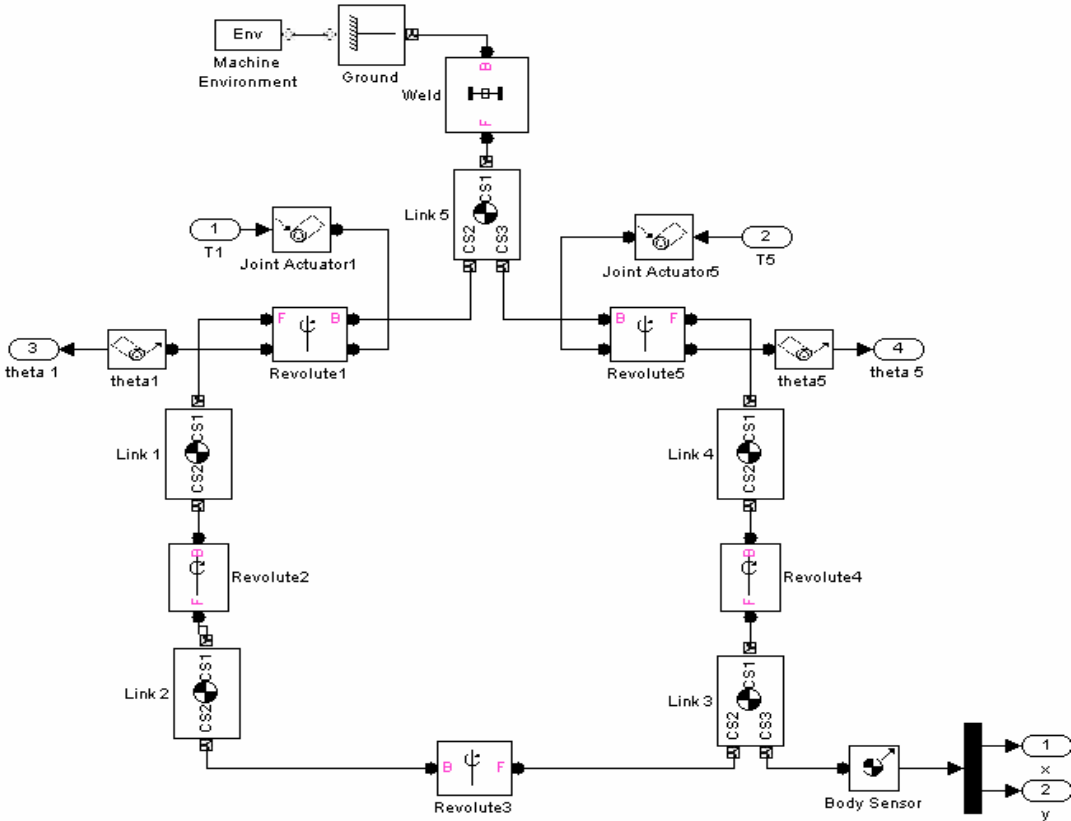 Env
Machine
Environment
Ground
B
Weld
F
CS1
Link 5
CS2
CS3
1
T1
Joint Actuator1
2
T5
Joint Actuator5
F
B
Revolute1
B
F
Revolute5
3
theta 1
theta1
theta5
4
theta 5
CS1
Link 1
CS2
CS1
Link 4
CS2
B
Revolute2
F
B
Revolute4
F
CS1
Link 2
CS2
CS1
Link 3
CS2
CS3
B
F
Revolute3
Body Sensor
1
x
2
y